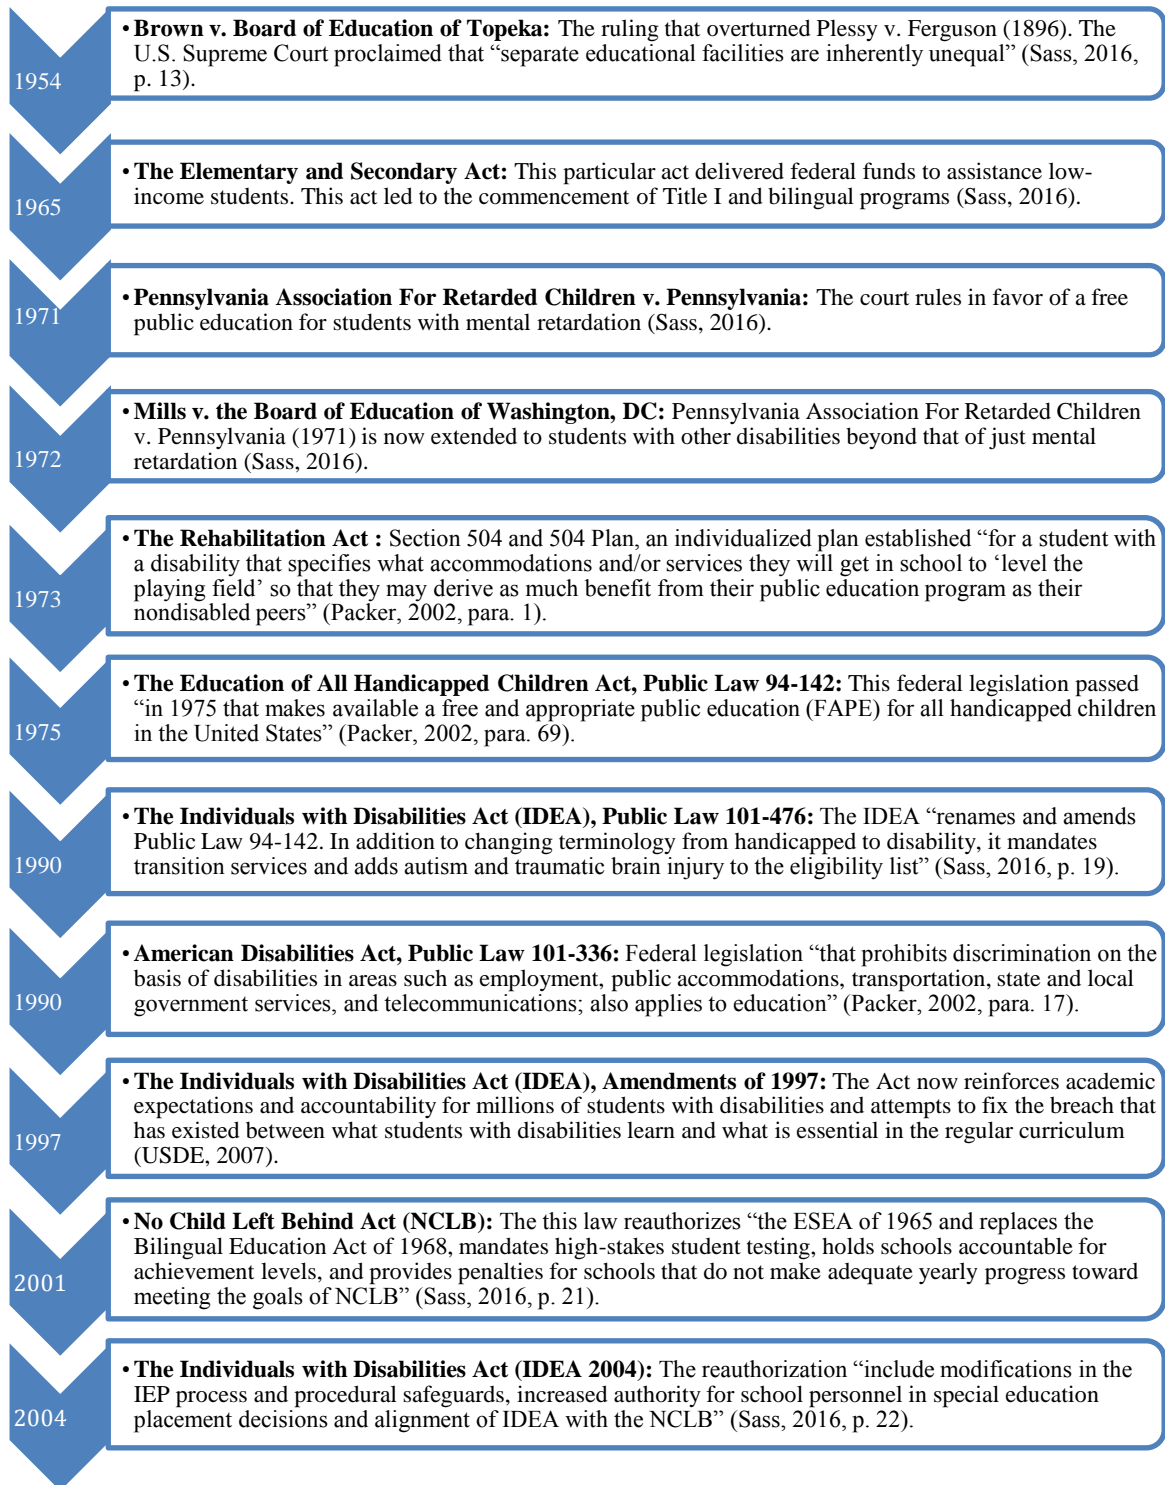 1954
• Brown v. Board of Education of Topeka: The ruling that overturned Plessy v. Ferguson (1896). The
U.S. Supreme Court proclaimed that “separate educational facilities are inherently unequal” (Sass, 2016,
p. 13).
1965
• The Elementary and Secondary Act: This particular act delivered federal funds to assistance low-
income students. This act led to the commencement of Title I and bilingual programs (Sass, 2016).
1971
• Pennsylvania Association For Retarded Children v. Pennsylvania: The court rules in favor of a free
public education for students with mental retardation (Sass, 2016).
1972
• Mills v. the Board of Education of Washington, DC: Pennsylvania Association For Retarded Children
v. Pennsylvania (1971) is now extended to students with other disabilities beyond that of just mental
retardation (Sass, 2016).
1973
• The Rehabilitation Act : Section 504 and 504 Plan, an individualized plan established “for a student with
a disability that specifies what accommodations and/or services they will get in school to ‘level the
playing field’ so that they may derive as much benefit from their public education program as their
nondisabled peers” (Packer, 2002, para. 1).
1975
• The Education of All Handicapped Children Act, Public Law 94-142: This federal legislation passed
“in 1975 that makes available a free and appropriate public education (FAPE) for all handicapped children
in the United States” (Packer, 2002, para. 69).
1990
• The Individuals with Disabilities Act (IDEA), Public Law 101-476: The IDEA “renames and amends
Public Law 94-142. In addition to changing terminology from handicapped to disability, it mandates
transition services and adds autism and traumatic brain injury to the eligibility list” (Sass, 2016, p. 19).
1990
• American Disabilities Act, Public Law 101-336: Federal legislation “that prohibits discrimination on the
basis of disabilities in areas such as employment, public accommodations, transportation, state and local
government services, and telecommunications; also applies to education” (Packer, 2002, para. 17).
1997
• The Individuals with Disabilities Act (IDEA), Amendments of 1997: The Act now reinforces academic
expectations and accountability for millions of students with disabilities and attempts to fix the breach that
has existed between what students with disabilities learn and what is essential in the regular curriculum
(USDE, 2007).
2001
• No Child Left Behind Act (NCLB): The this law reauthorizes “the ESEA of 1965 and replaces the
Bilingual Education Act of 1968, mandates high-stakes student testing, holds schools accountable for
achievement levels, and provides penalties for schools that do not make adequate yearly progress toward
meeting the goals of NCLB” (Sass, 2016, p. 21).
2004
• The Individuals with Disabilities Act (IDEA 2004): The reauthorization “include modifications in the
IEP process and procedural safeguards, increased authority for school personnel in special education
placement decisions and alignment of IDEA with the NCLB” (Sass, 2016, p. 22).